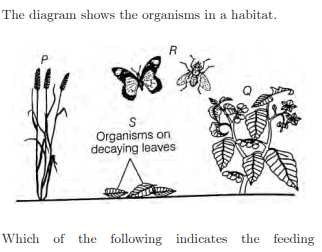 The diagram shows the organisms in a habitat.
P
R
Q
S
Organisms on
decaying leaves
Which of the following indicates the feeding